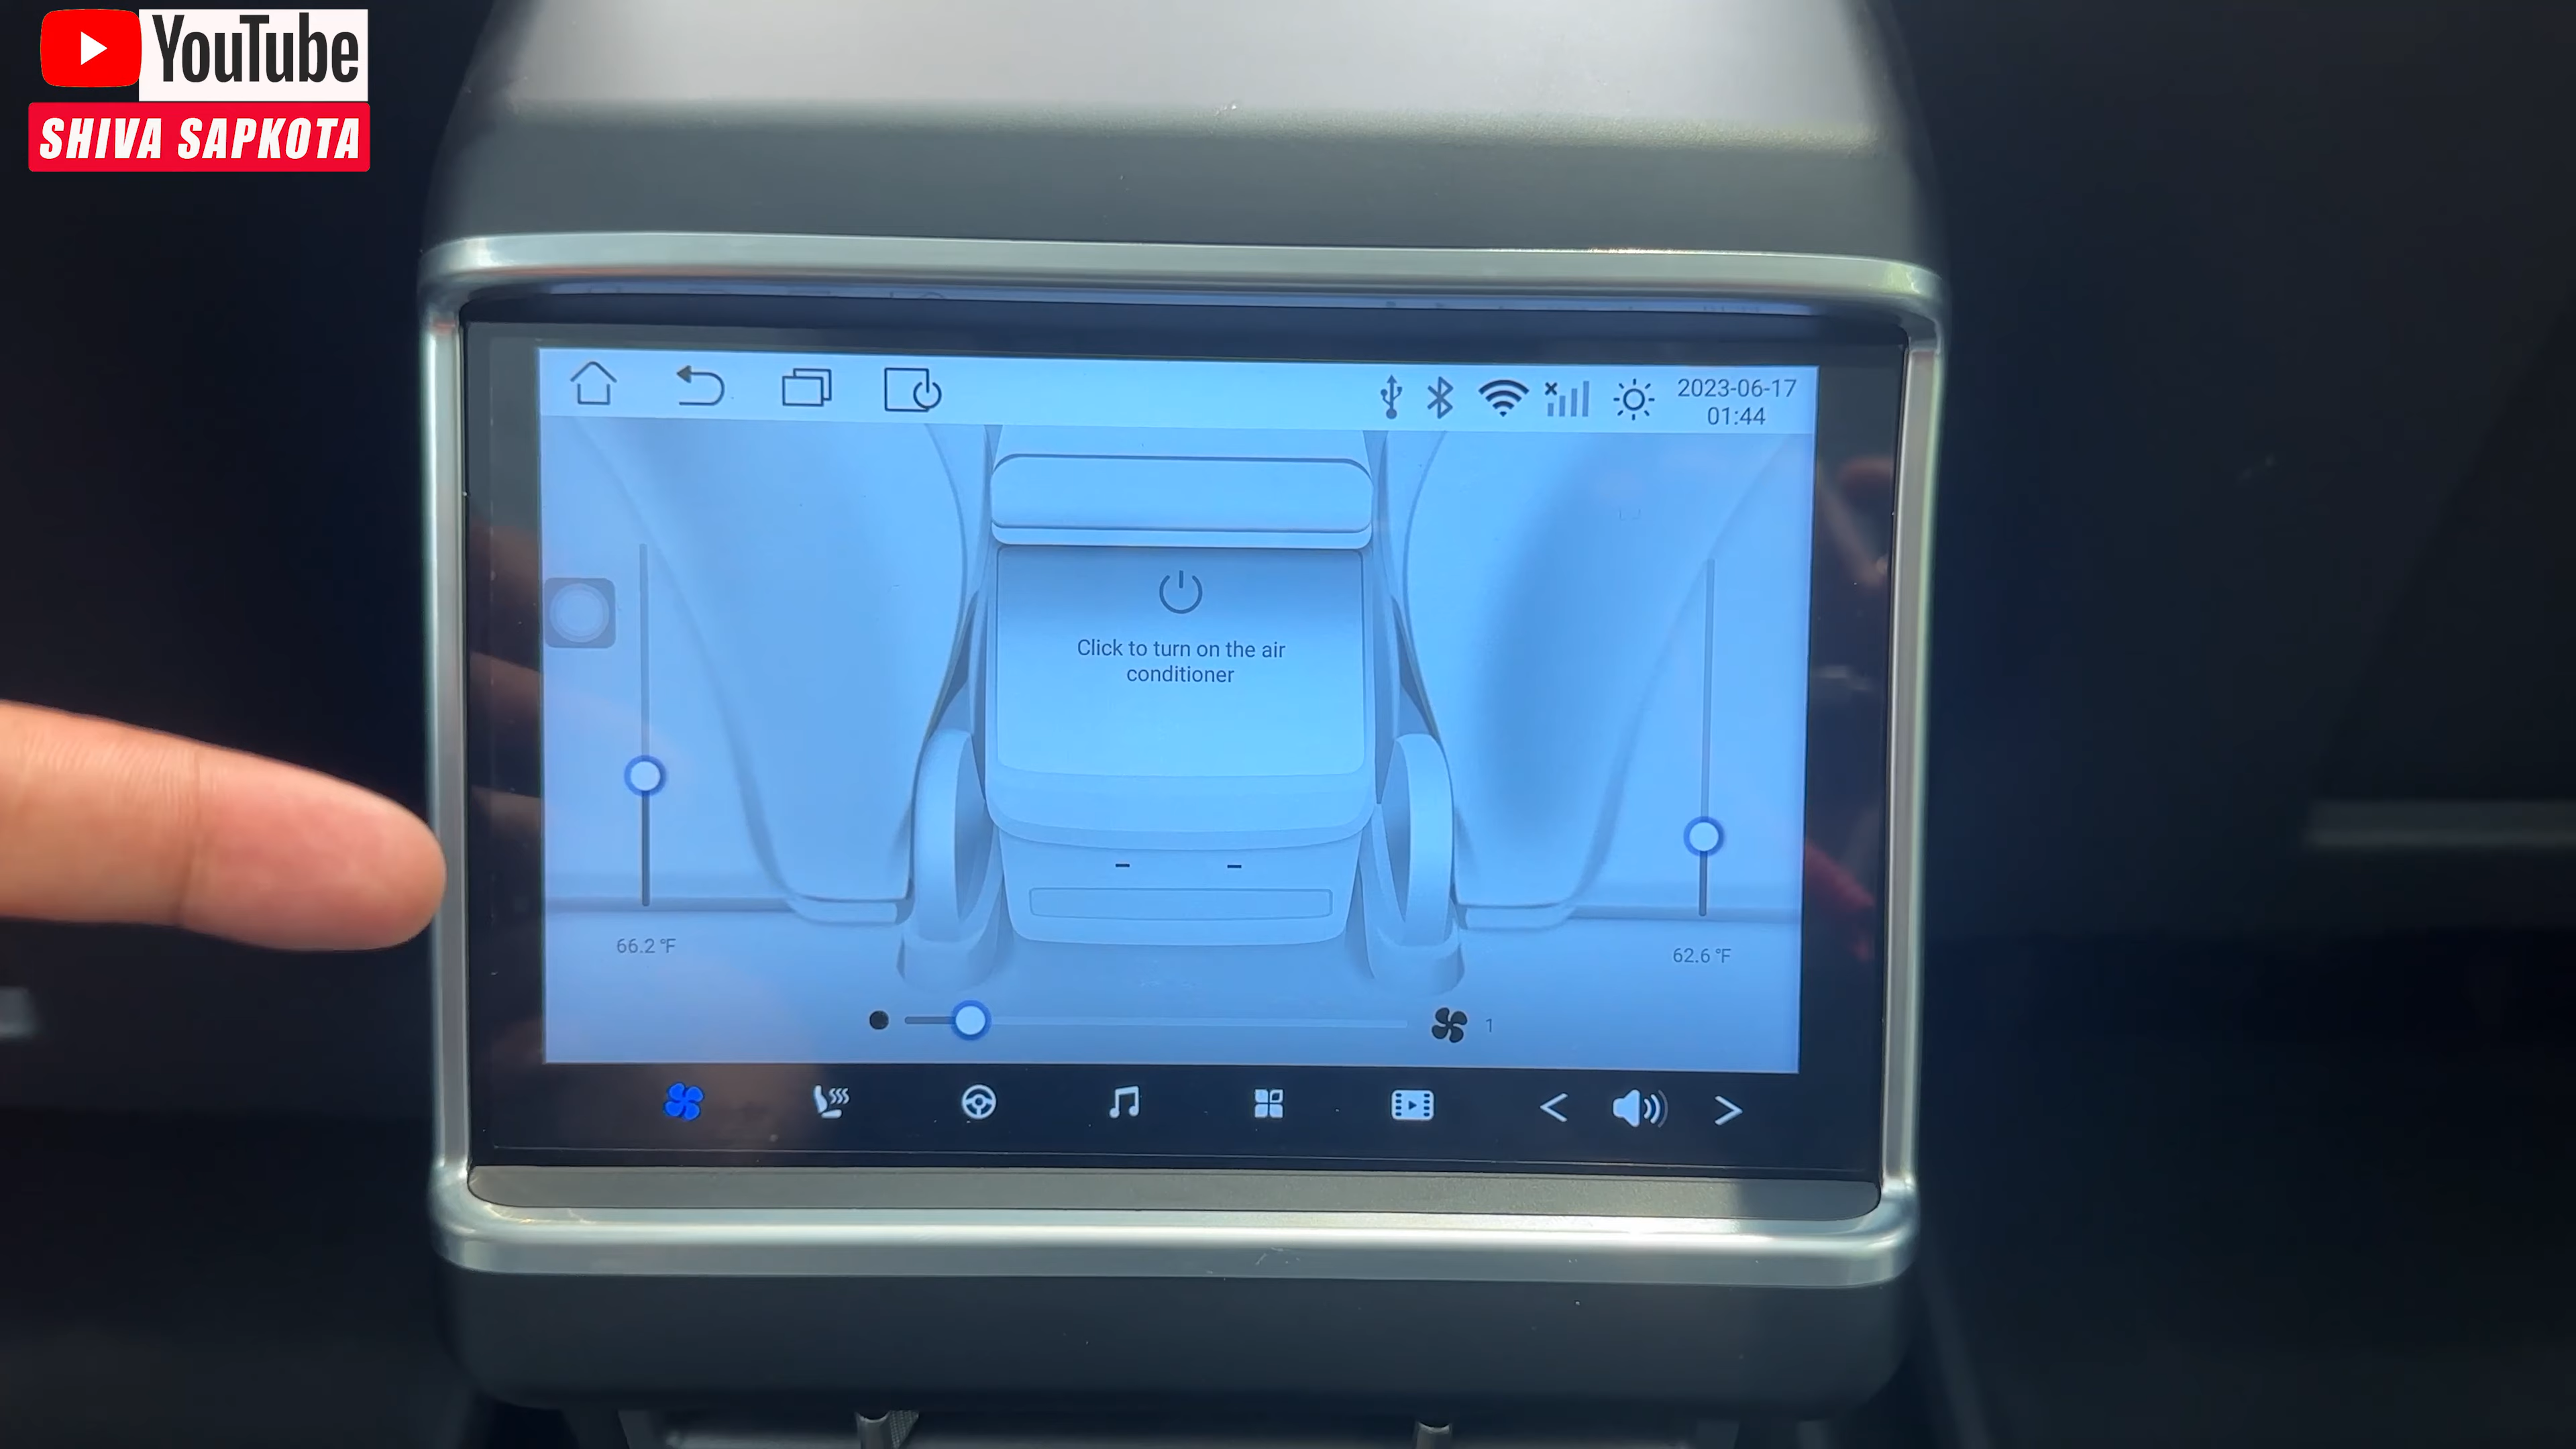 YouTube
SHIVA SAPKOTA
2023-06-17
01:44
Click to turn on the air
conditioner
66.2 °F
62.6 °F
1